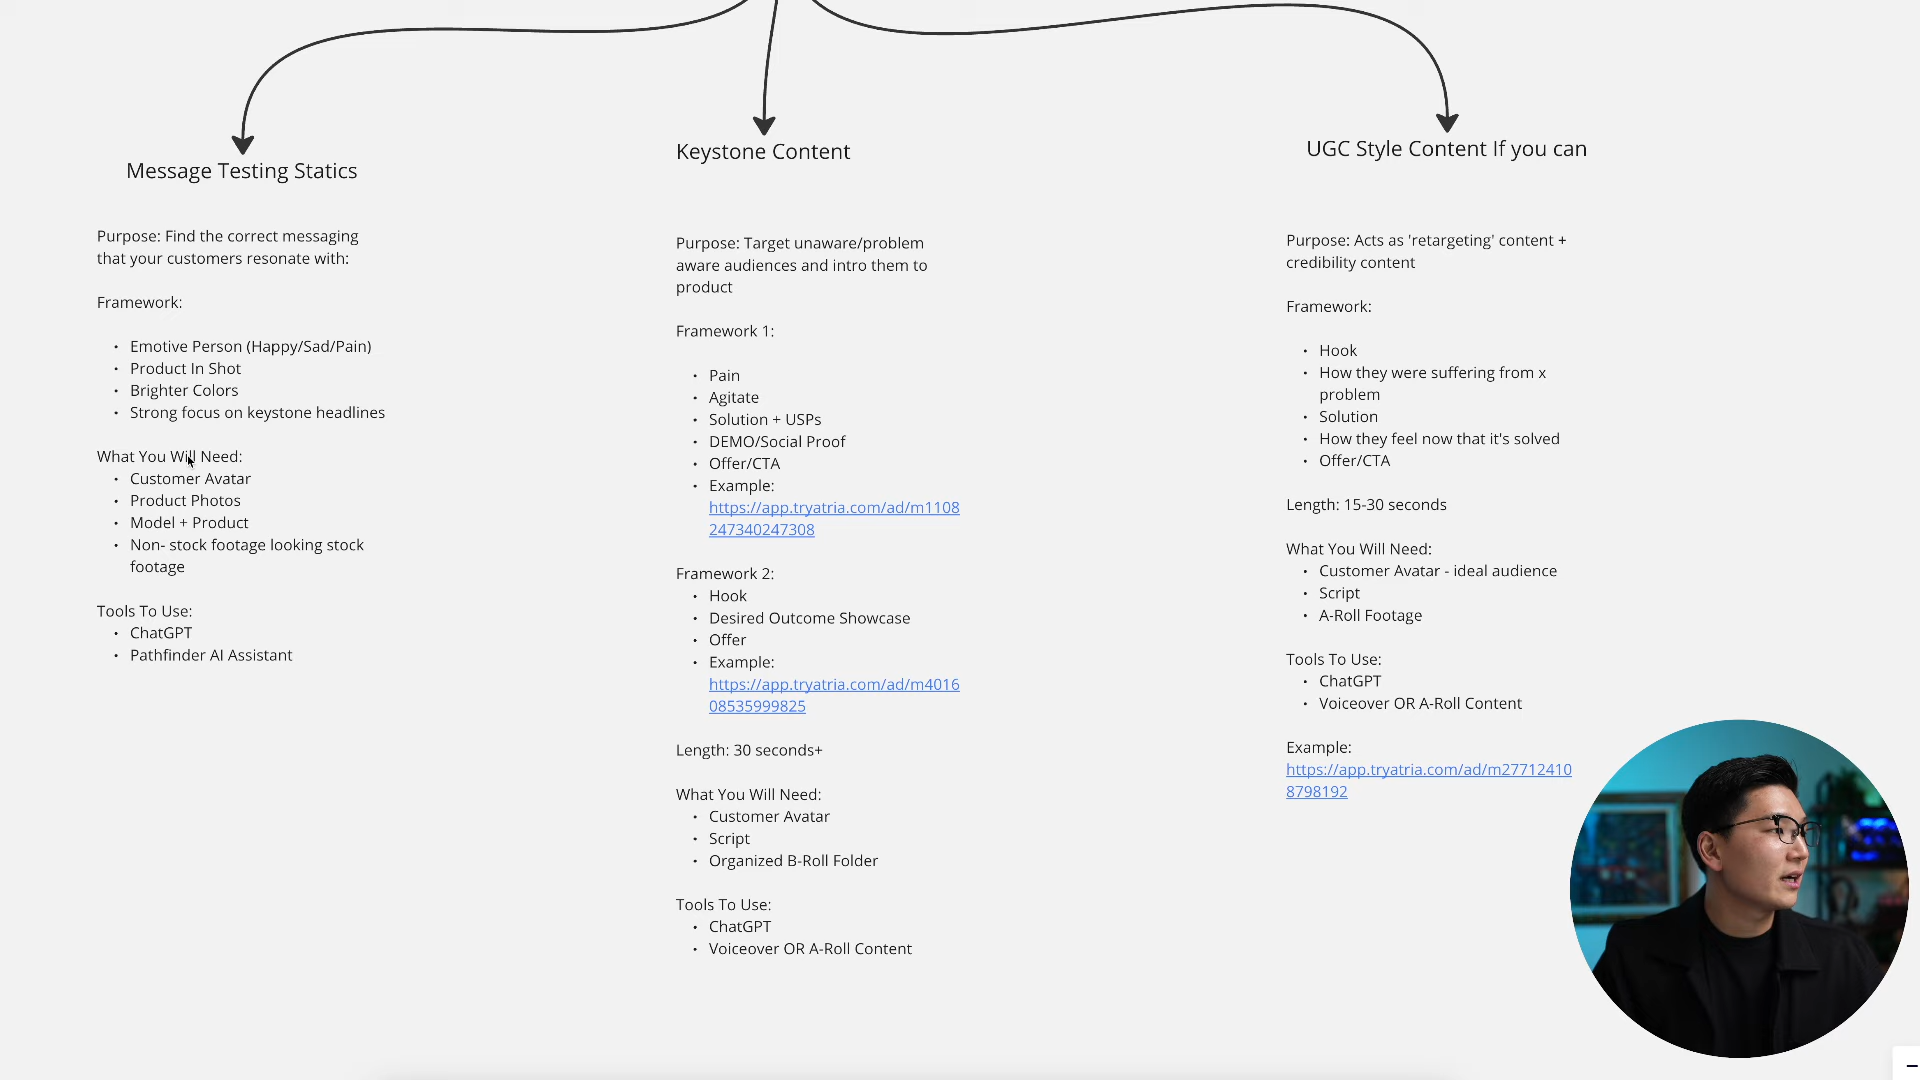 Message Testing Statics
Purpose: Find the correct messaging
that your customers resonate with:
Framework:
• Emotive Person (Happy/Sad/Pain)
• Product In Shot
• Brighter Colors
• Strong focus on keystone headlines
What You Will Need:
• Customer Avatar
• Product Photos
• Model + Product
• Non- stock footage looking stock
footage
Tools To Use:
• ChatGPT
• Pathfinder AI Assistant
Keystone Content
Purpose: Target unaware/problem
aware audiences and intro them to
product
Framework 1:
• Pain
• Agitate
• Solution + USPs
• DEMO/Social Proof
• Offer/CTA
• Example:
https://app.tryatria.com/ad/m1108
247340247308
Framework 2:
• Hook
• Desired Outcome Showcase
• Offer
• Example:
https://app.tryatria.com/ad/m4016
08535999825
Length: 30 seconds+
What You Will Need:
• Customer Avatar
• Script
• Organized B-Roll Folder
Tools To Use:
• ChatGPT
• Voiceover OR A-Roll Content
UGC Style Content If you can
Purpose: Acts as 'retargeting' content +
credibility content
Framework:
• Hook
• How they were suffering from x
problem
• Solution
• How they feel now that it's solved
• Offer/CTA
Length: 15-30 seconds
What You Will Need:
• Customer Avatar - ideal audience
• Script
• A-Roll Footage
Tools To Use:
• ChatGPT
• Voiceover OR A-Roll Content
Example:
https://app.tryatria.com/ad/m27712410
8798192